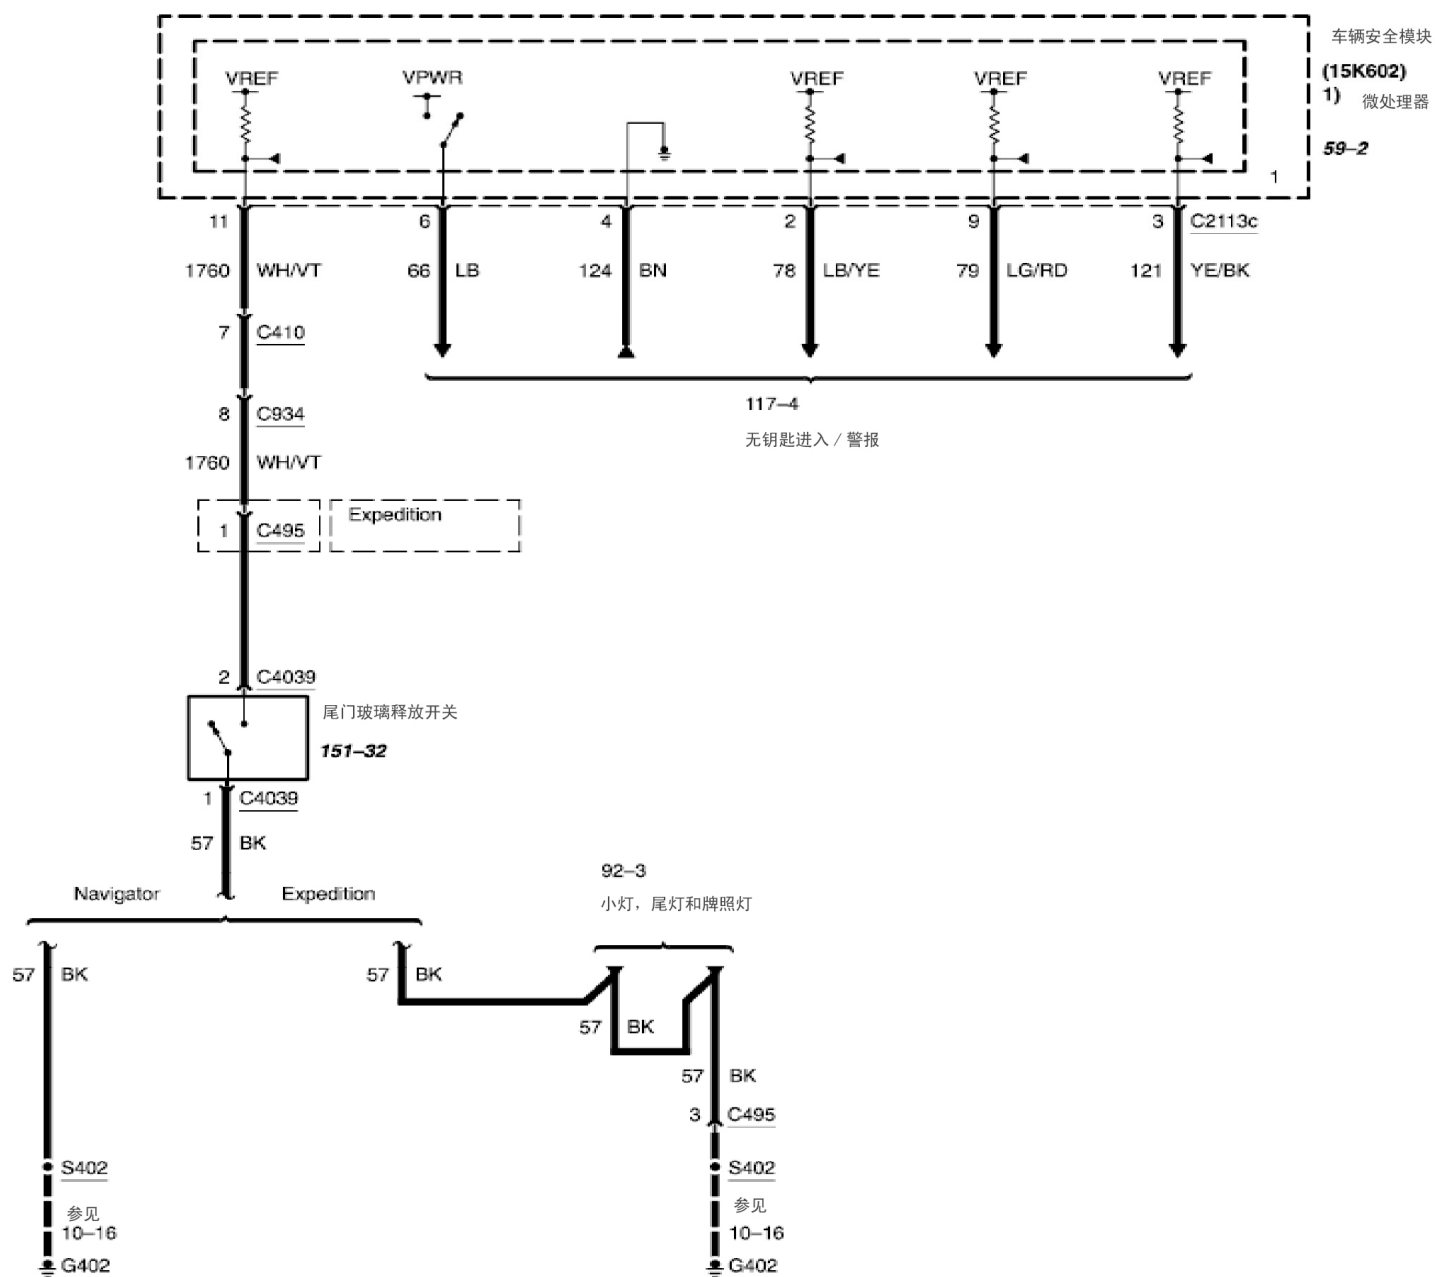 车辆安全模块
(15K602)
1) 微处理器
59–2
VREF VPWR VREF VREF VREF
1
11 6 4 2 9 3 C2113c
1760 WH/VT 66 LB 124 BN 78 LB/YE 79 LG/RD 121 YE/BK
7 C410
117–4
无钥匙进入 / 警报
8 C934
1760 WH/VT
Expedition
1 C495
2 C4039
尾门玻璃释放开关
151–32
1 C4039
57 BK
92–3
小灯，尾灯和牌照灯
Navigator Expedition
57 BK 57 BK
57 BK
57 BK
3 C495
S402 S402
参见 参见
10–16 10–16
G402 G402